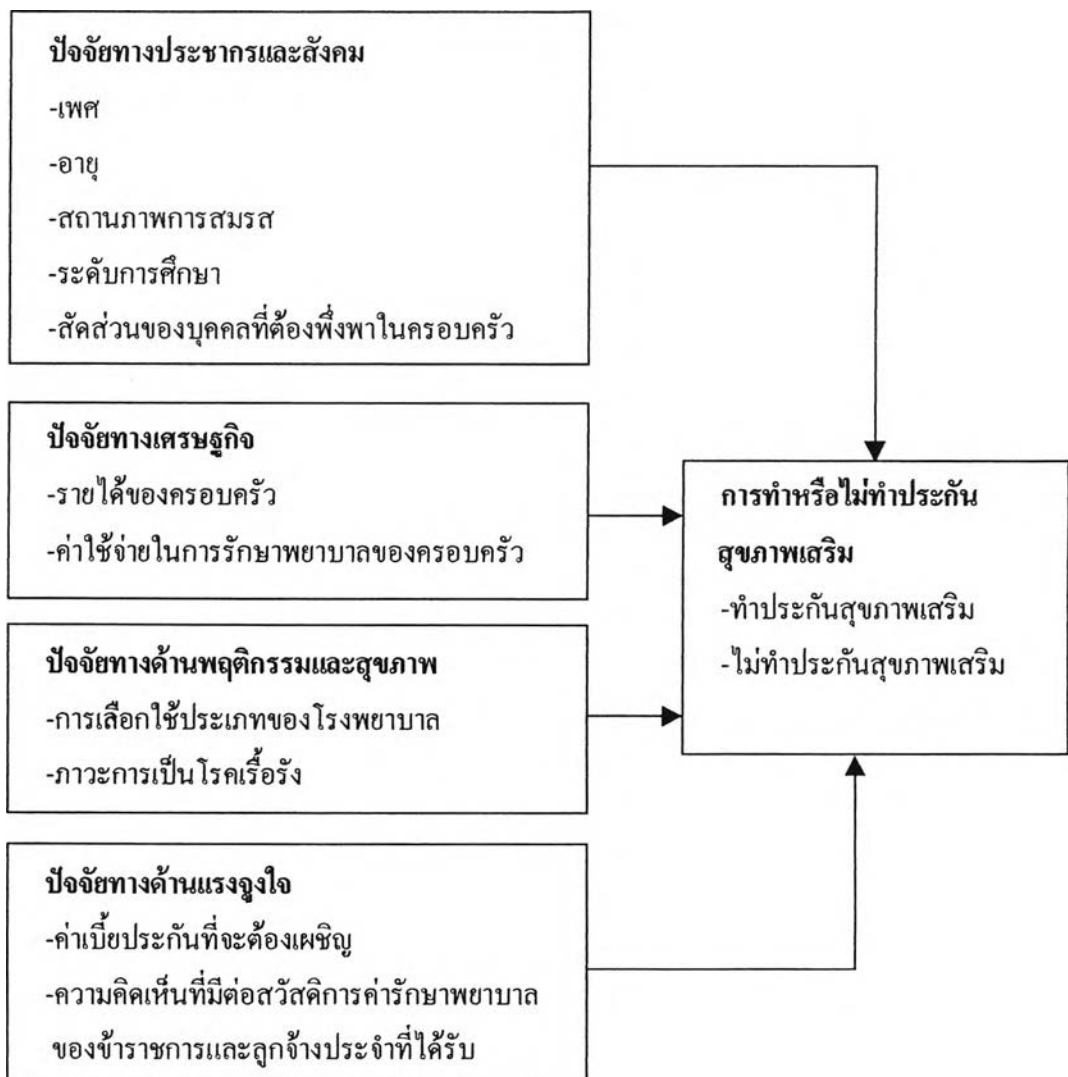 ปัจจัยทางประชากรและสังคม
-เพศ
-อายุ
-สถานภาพการสมรส
-ระดับการศึกษา
-สัดส่วนของบุคคลที่ต้องพึ่งพาในครอบครัว
ปัจจัยทางเศรษฐกิจ
-รายได้ของครอบครัว
-ค่าใช้จ่ายในการรักษาพยาบาลของครอบครัว
ปัจจัยทางด้านพฤติกรรมและสุขภาพ
-การเลือกใช้ประเภทของโรงพยาบาล
-ภาวะการเป็นโรคเรื้อรัง
ปัจจัยทางด้านแรงจูงใจ
-ค่าเบี้ยประกันที่จะต้องเผชิญ
-ความคิดเห็นที่มีต่อสวัสดิการค่ารักษาพยาบาล
ของข้าราชการและลูกจ้างประจำที่ได้รับ
การทำหรือไม่ทำประกัน
สุขภาพเสริม
-ทำประกันสุขภาพเสริม
-ไม่ทำประกันสุขภาพเสริม